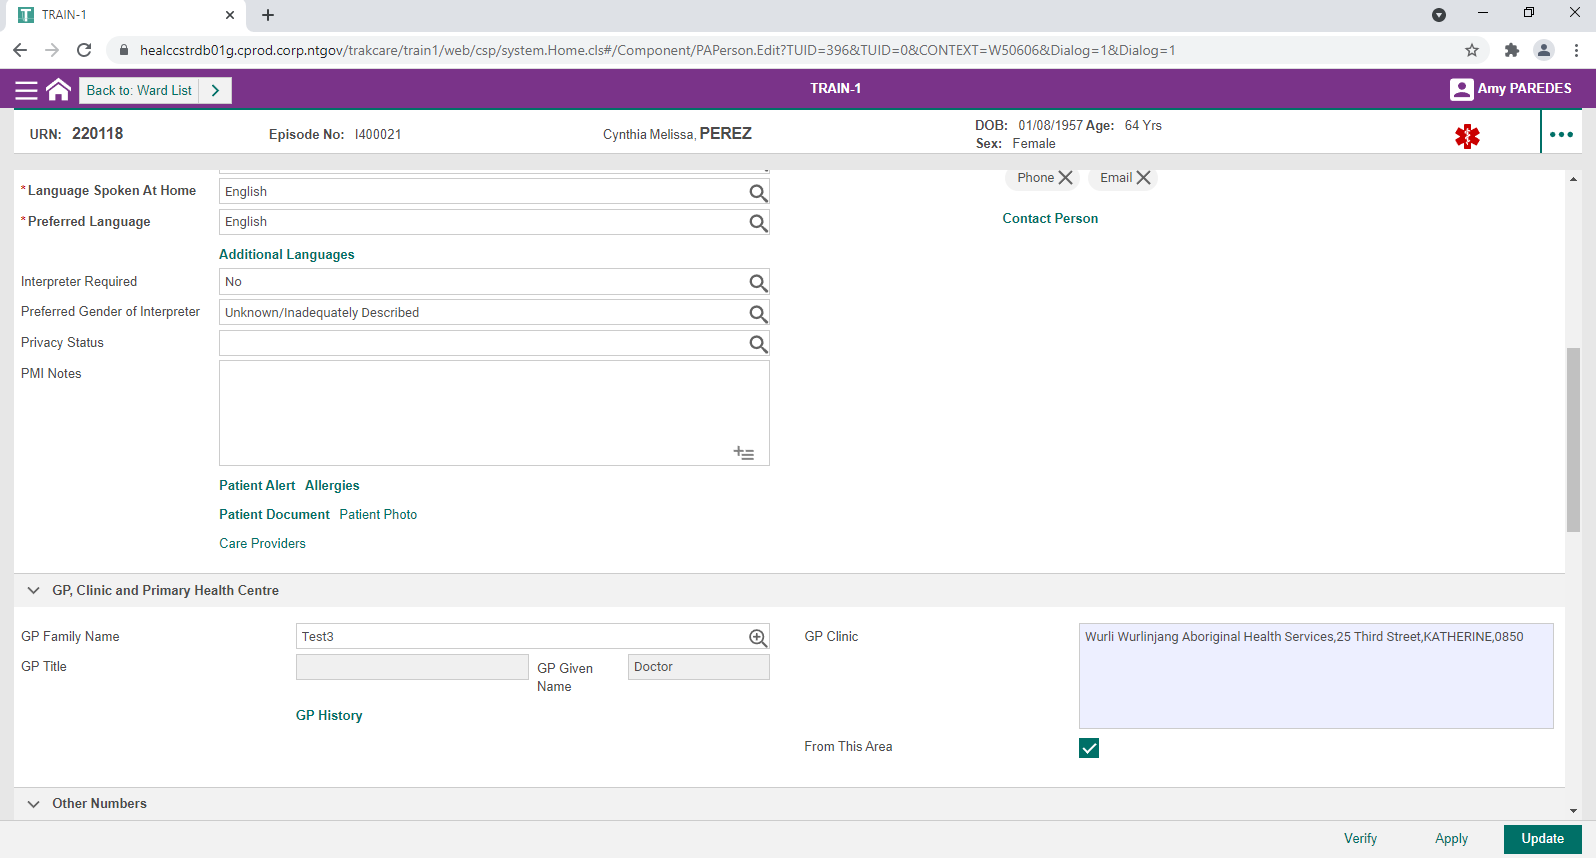 TRAIN-1
healccstrdb01g.cprod.corp.ntgov/trakcare/train1/web/csp/system.Home.cls#/Component/PAPerson.Edit?TUID=396&TUID=0&CONTEXT=W50606&Dialog=1&Dialog=1
Back to: Ward List
TRAIN-1
Amy PAREDES
URN: 220118 Episode No: I400021 Cynthia Melissa, PEREZ DOB: 01/08/1957 Age: 64 Yrs
Sex: Female
*Language Spoken At Home English
Phone Email
*Preferred Language English
Contact Person
Additional Languages
Interpreter Required No
Preferred Gender of Interpreter Unknown/Inadequately Described
Privacy Status
PMI Notes
Patient Alert Allergies
Patient Document Patient Photo
Care Providers
GP, Clinic and Primary Health Centre
GP Family Name Test3 GP Clinic Wurli Wurlinjang Aboriginal Health Services,25 Third Street,KATHERINE,0850
GP Title GP Given Name Doctor
GP History
From This Area
Other Numbers
Verify Apply Update